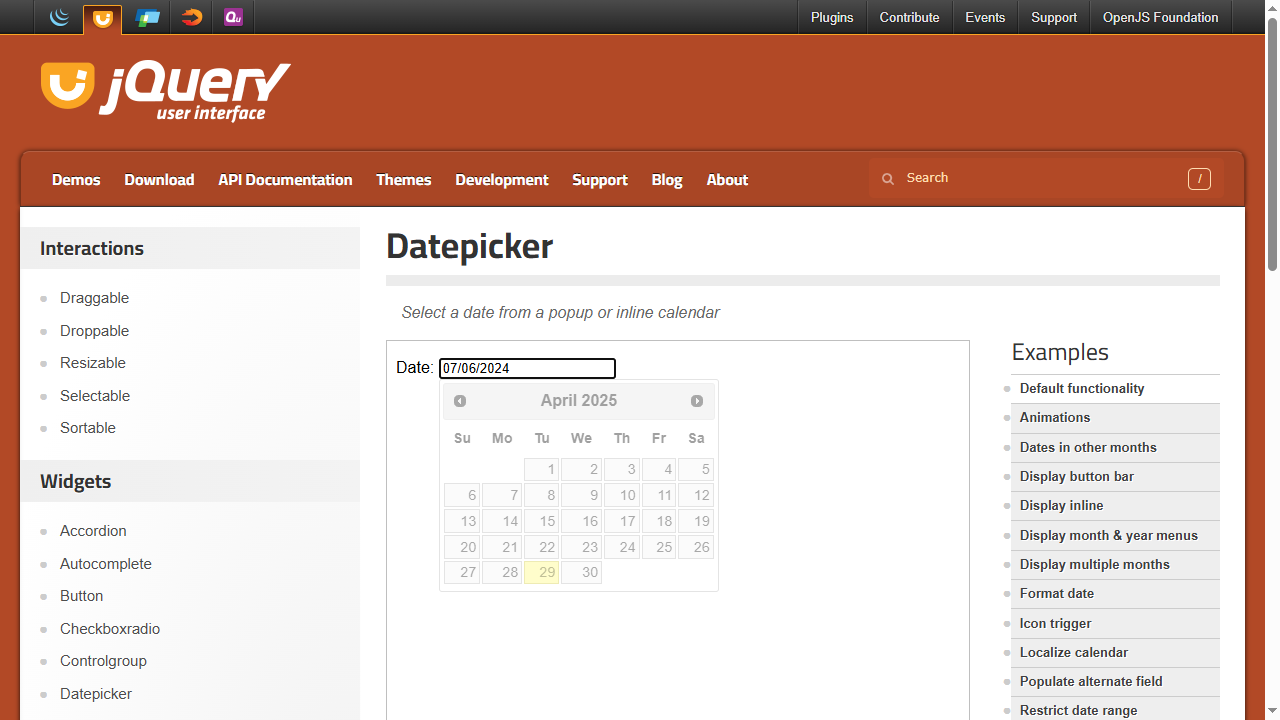 Qu
Plugins
Contribute
Events
Support
OpenJS Foundation
jQuery
user interface
Demos
Download
API Documentation
Themes
Development
Support
Blog
About
Search
/
Interactions
Draggable
Droppable
Resizable
Selectable
Sortable
Widgets
Accordion
Autocomplete
Button
Checkboxradio
Controlgroup
Datepicker
Datepicker
Select a date from a popup or inline calendar
Date: 07/06/2024
April 2025
Su Mo Tu We Th Fr Sa
1 2 3 4 5
6 7 8 9 10 11 12
13 14 15 16 17 18 19
20 21 22 23 24 25 26
27 28 29 30
Examples
Default functionality
Animations
Dates in other months
Display button bar
Display inline
Display month & year menus
Display multiple months
Format date
Icon trigger
Localize calendar
Populate alternate field
Restrict date range